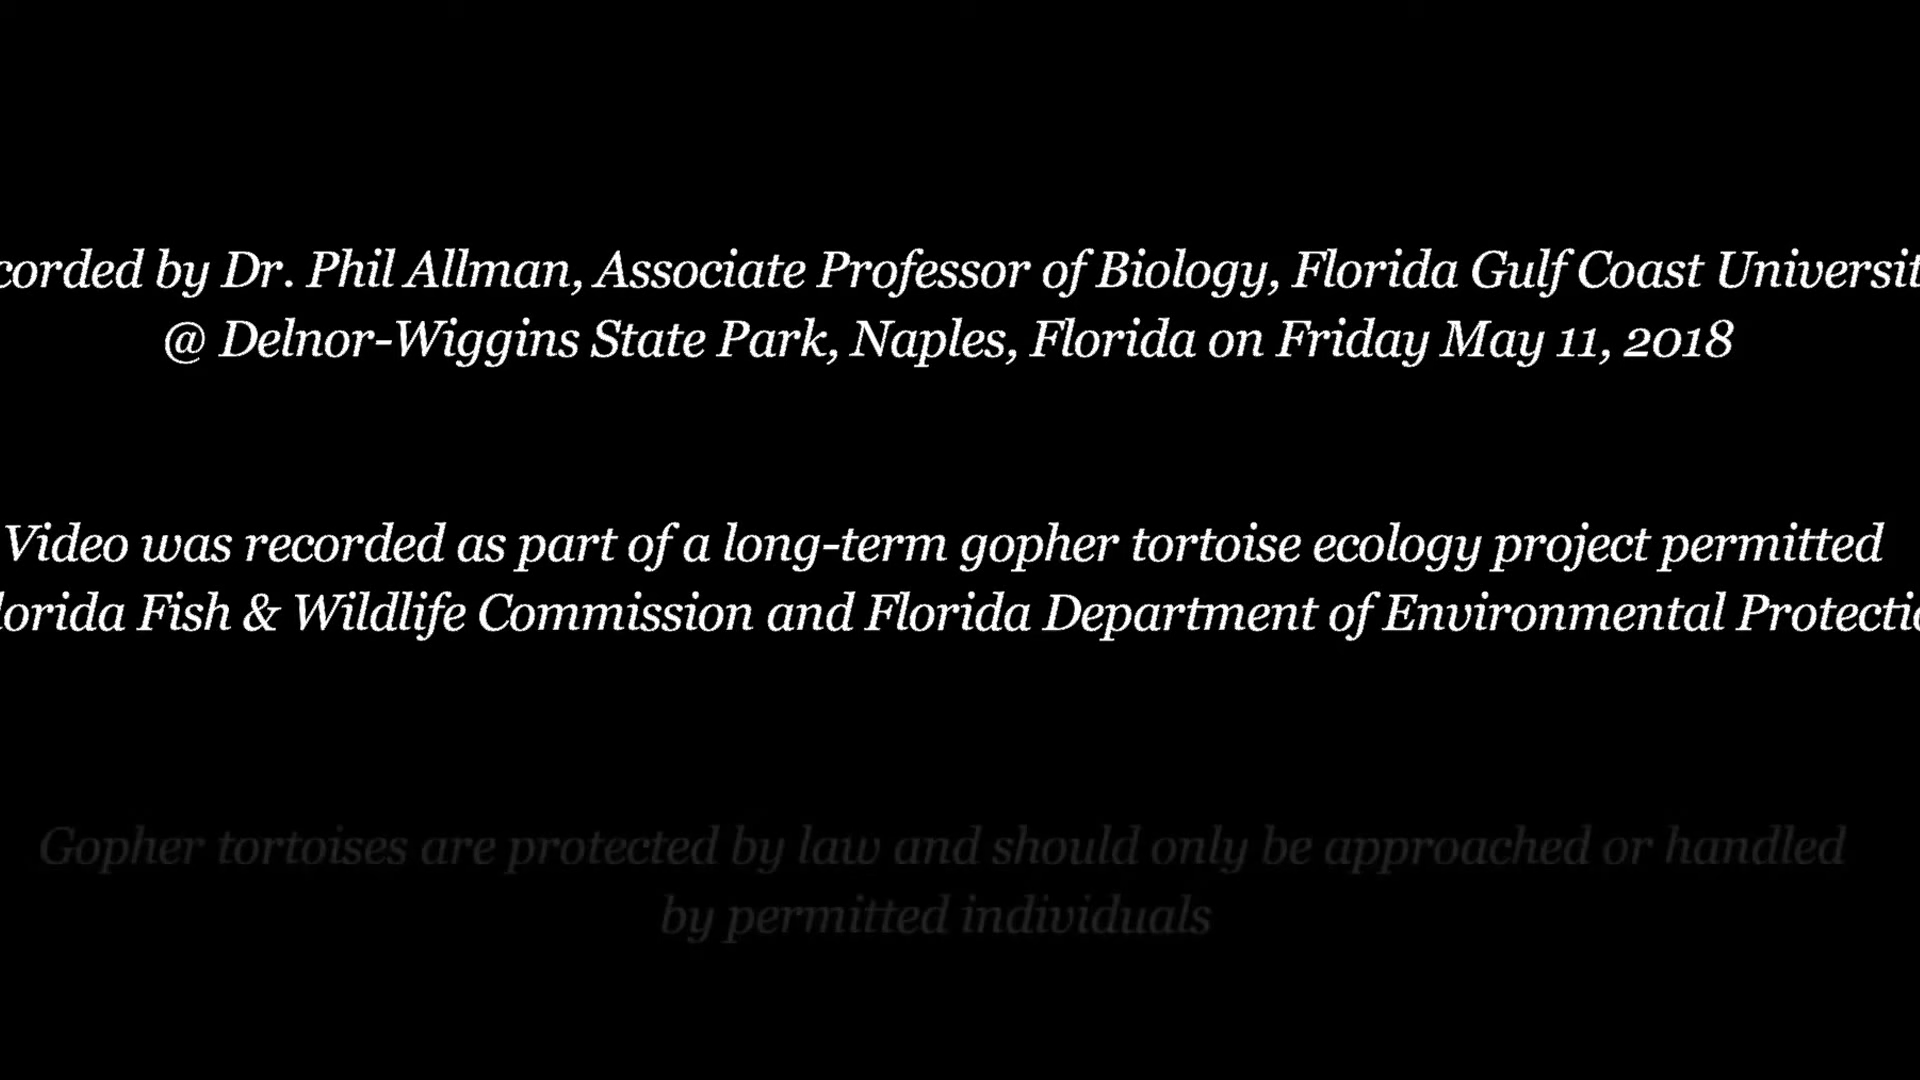 corded by Dr. Phil Allman, Associate Professor of Biology, Florida Gulf Coast Universit
@ Delnor-Wiggins State Park, Naples, Florida on Friday May 11, 2018
Video was recorded as part of a long-term gopher tortoise ecology project permitted
lorida Fish & Wildlife Commission and Florida Department of Environmental Protectio
Gopher tortoises are protected by law and should only be approached or handled
by permitted individuals